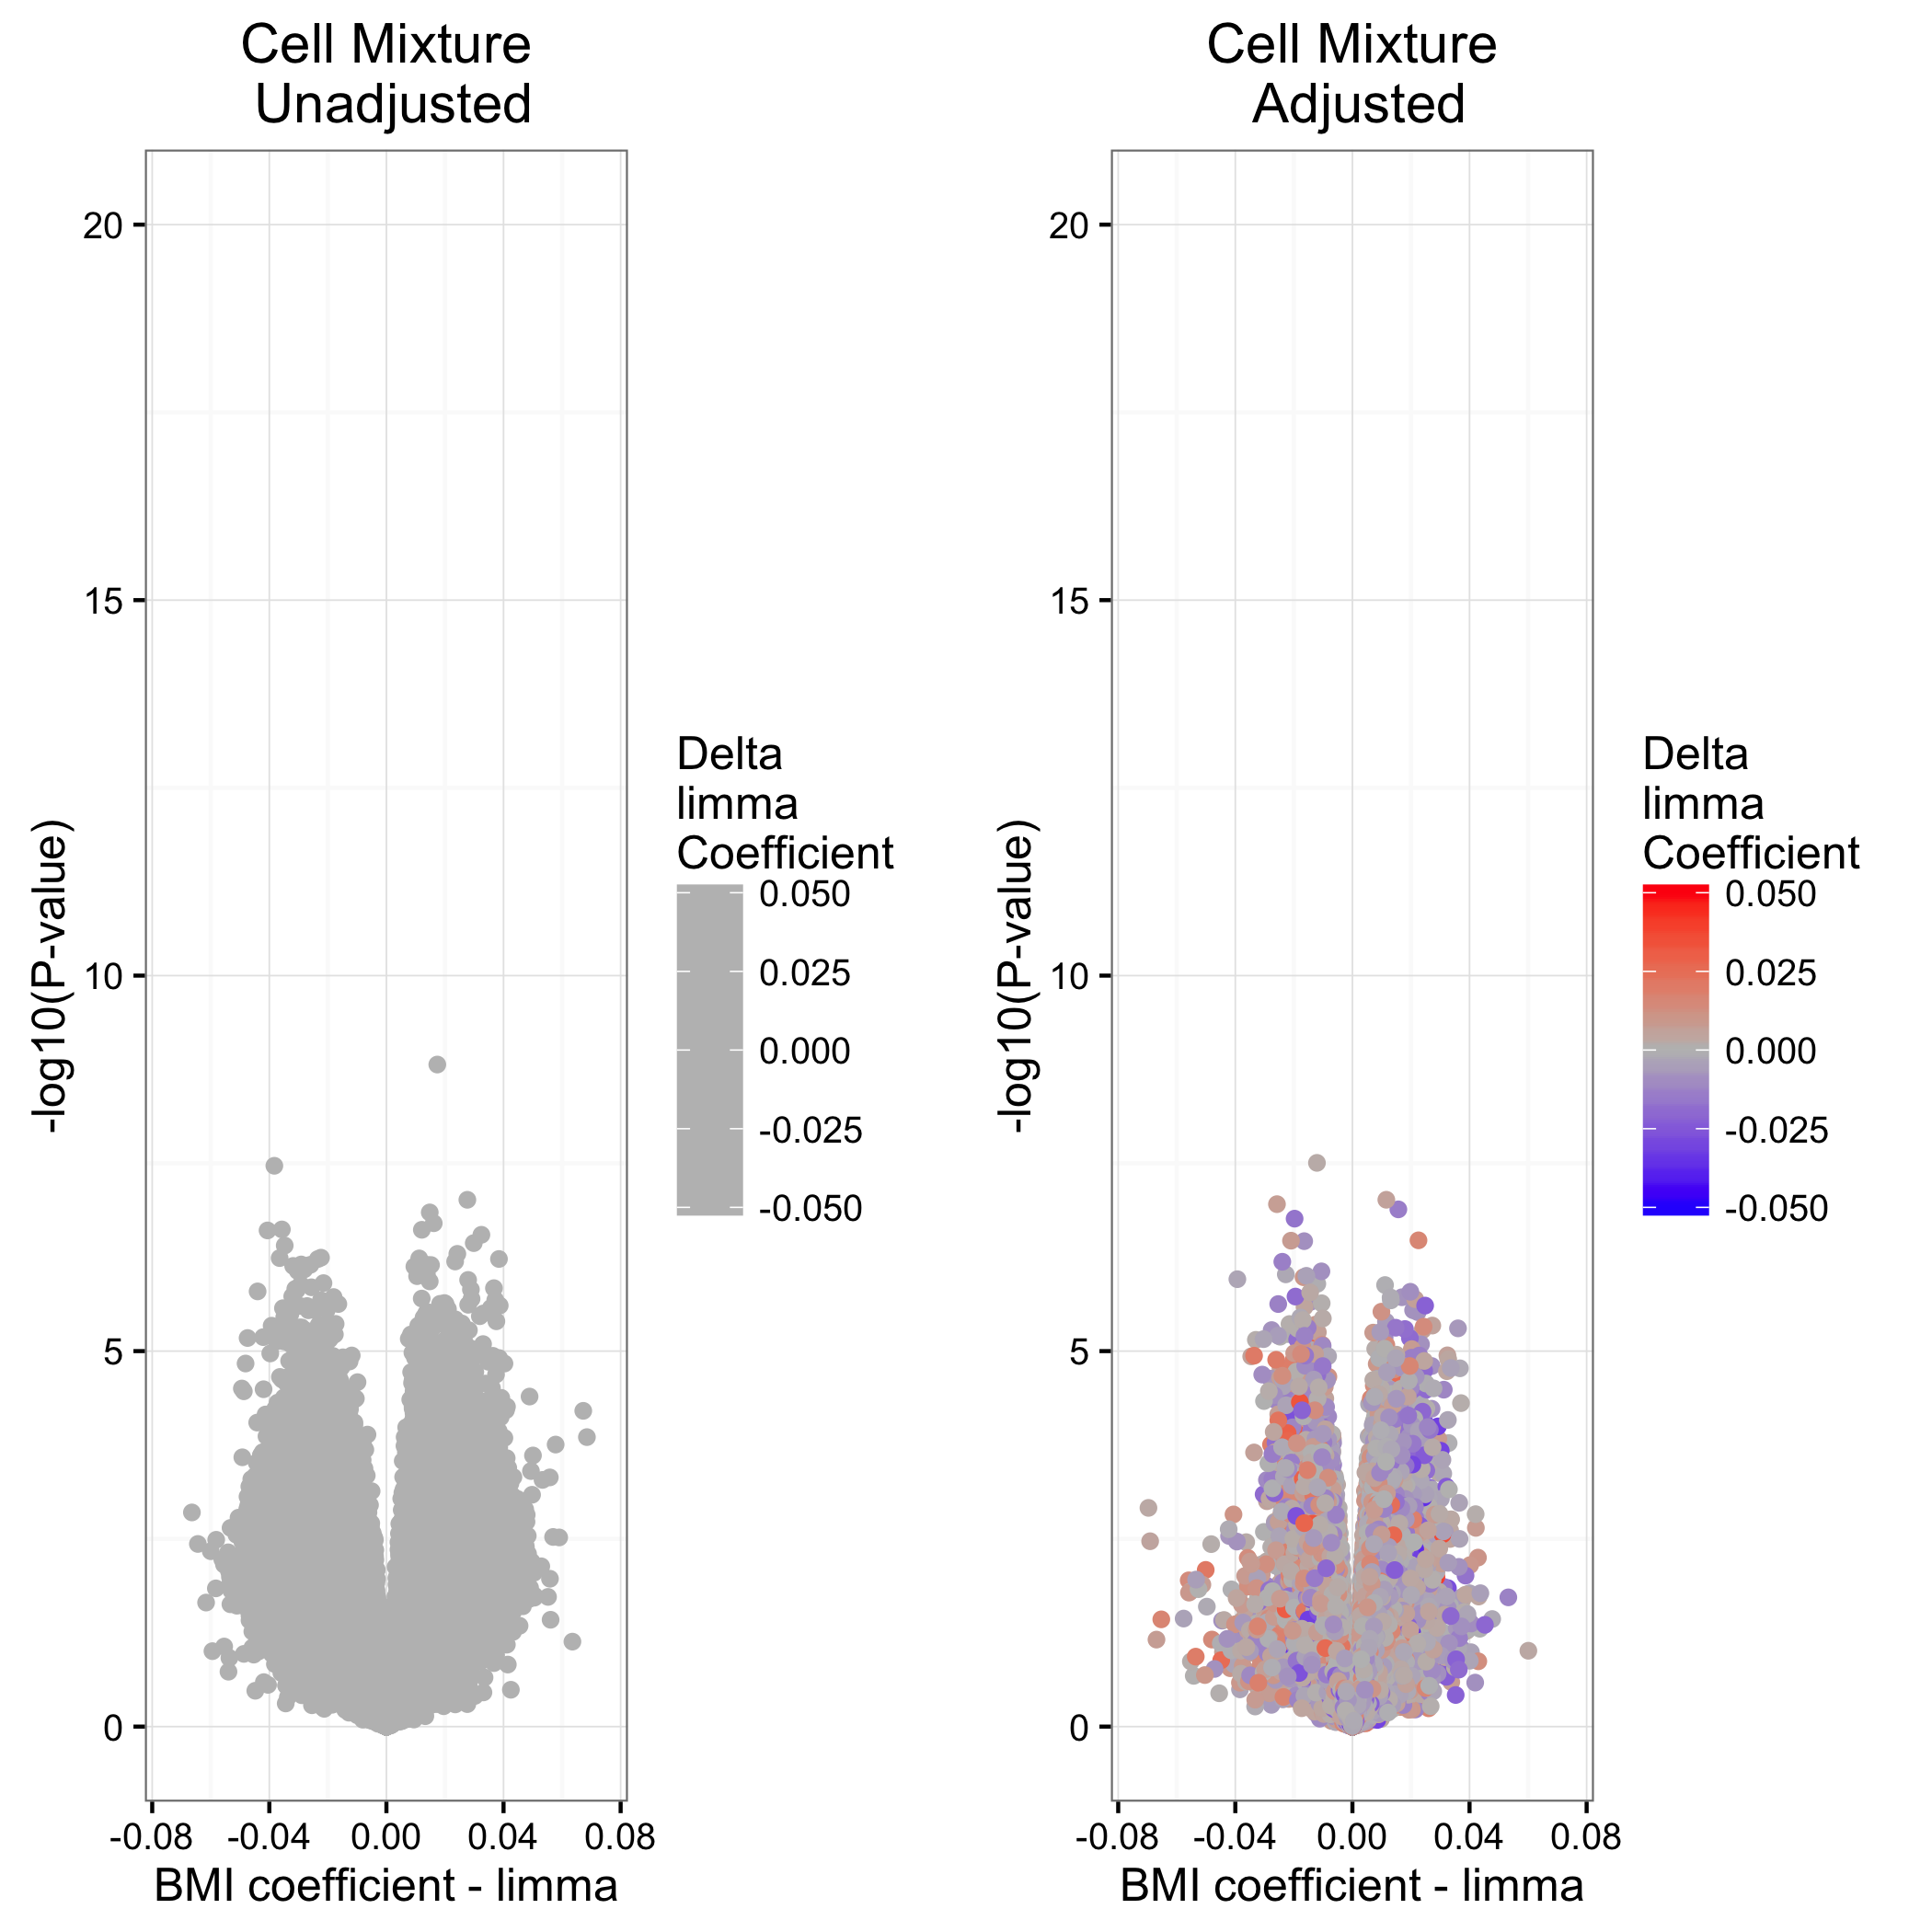 Cell Mixture
Unadjusted
20
15
10
5
0
-log10(P-value)
-0.08 -0.04 0.00 0.04 0.08
BMI coefficient - limma
Delta
limma
Coefficient
0.050
0.025
0.000
-0.025
-0.050
Cell Mixture
Adjusted
20
15
10
5
0
-log10(P-value)
-0.08 -0.04 0.00 0.04 0.08
BMI coefficient - limma
Delta
limma
Coefficient
0.050
0.025
0.000
-0.025
-0.050